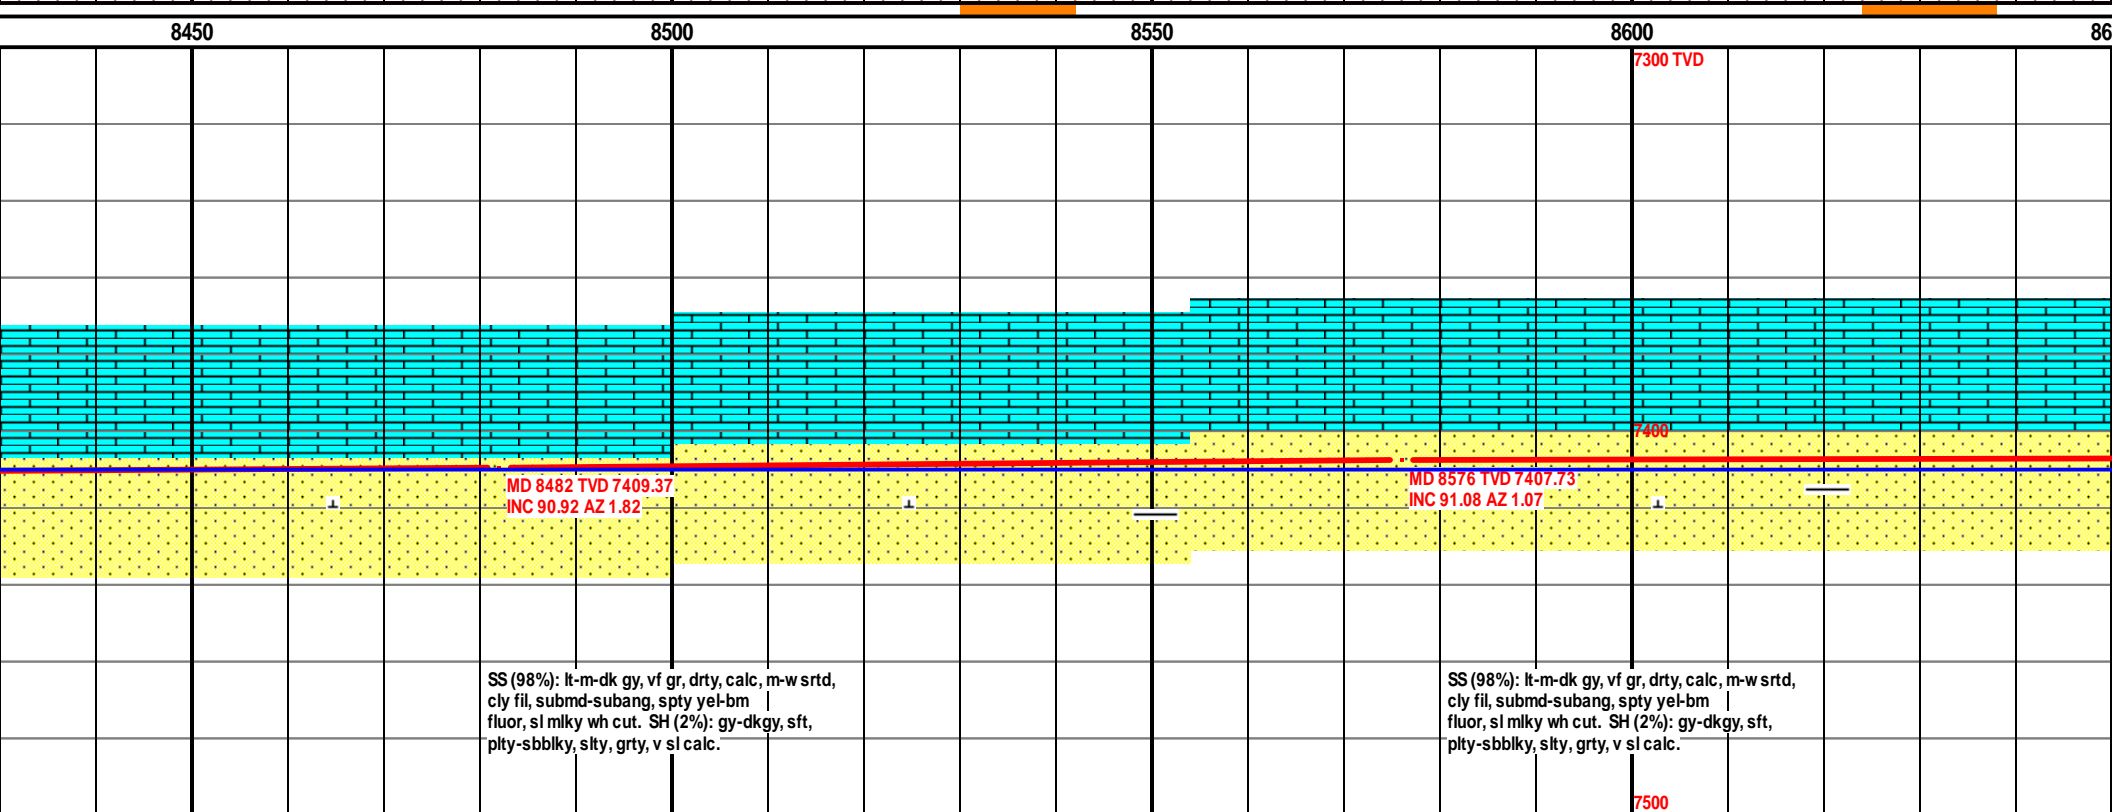 8450 8500 8550 8600 86
7300 TVD
7400
MD 8482 TVD 7409.37
INC 90.92 AZ 1.82
MD 8576 TVD 7407.73
INC 91.08 AZ 1.07
SS (98%): lt-m-dk gy, vf gr, drty, calc, m-w srtd,
cly fil, submd-subang, spty yel-bm
fluor, sl mlky wh cut. SH (2%): gy-dkgy, sft,
plty-sbblky, slty, grty, v sl calc.
SS (98%): lt-m-dk gy, vf gr, drty, calc, m-w srtd,
cly fil, submd-subang, spty yel-bm
fluor, sl mlky wh cut. SH (2%): gy-dkgy, sft,
plty-sbblky, slty, grty, v sl calc.
7500